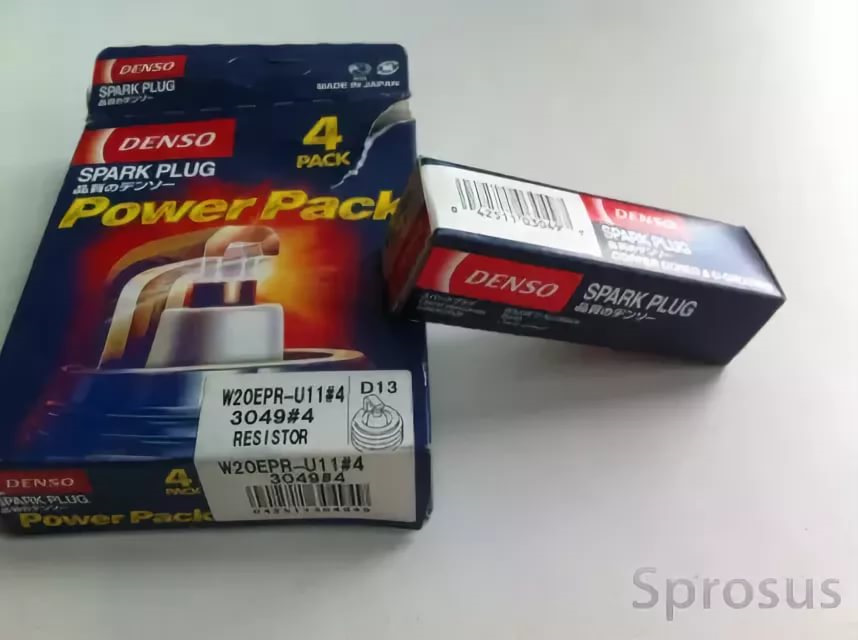 DENSO
SPARK PLUG
品質のデンソー
MADE IN JAPAN
DENSO
SPARK PLUG
品質のデンソー
4
PACK
Power Pack
W20EPR-U11#4
3049#4
RESISTOR
D13
W20EPR-U11#4
3049#4
DENSO
SPARK PLUG
4
PACK
Power Pack
DENSO
SPARK PLUG
DENSO
SPARK PLUG
品質のデンソー
Sprosus